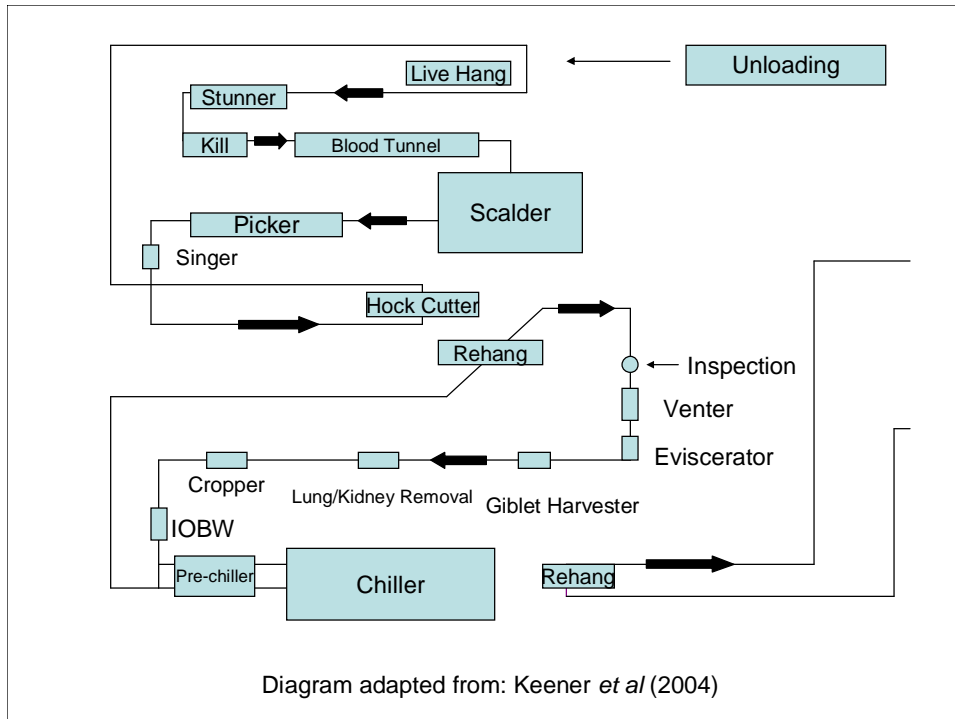 Unloading
Live Hang
Stunner
Kill
Blood Tunnel
Scalder
Picker
Singer
Hock Cutter
Rehang
Inspection
Venter
Eviscerator
Giblet Harvester
Lung/Kidney Removal
Cropper
IOBW
Pre-chiller
Chiller
Rehang
Diagram adapted from: Keener et al (2004)